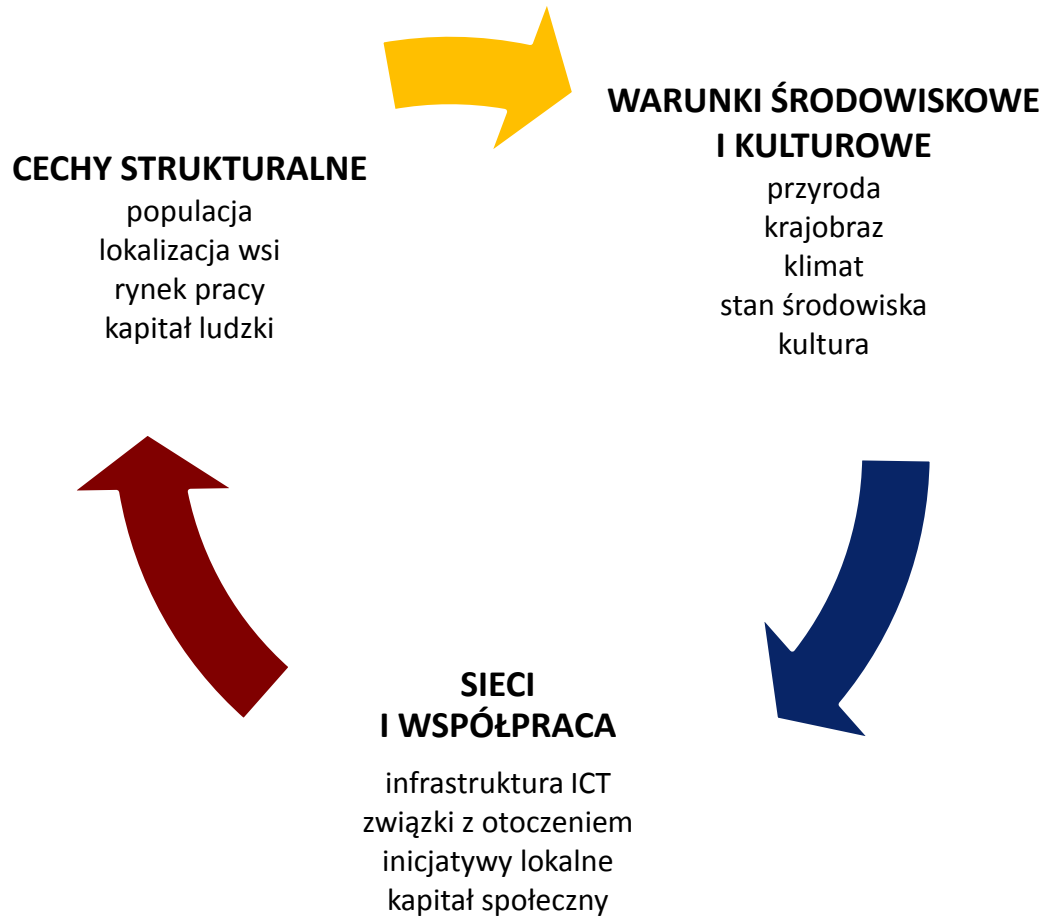 CECHY STRUKTURALNE
populacja
lokalizacja wsi
rynek pracy
kapitał ludzki
WARUNKI ŚRODOWISKOWE
I KULTUROWE
przyroda
krajobraz
klimat
stan środowiska
kultura
SIECI
I WSPÓŁPRACA
infrastruktura ICT
związki z otoczeniem
inicjatywy lokalne
kapitał społeczny